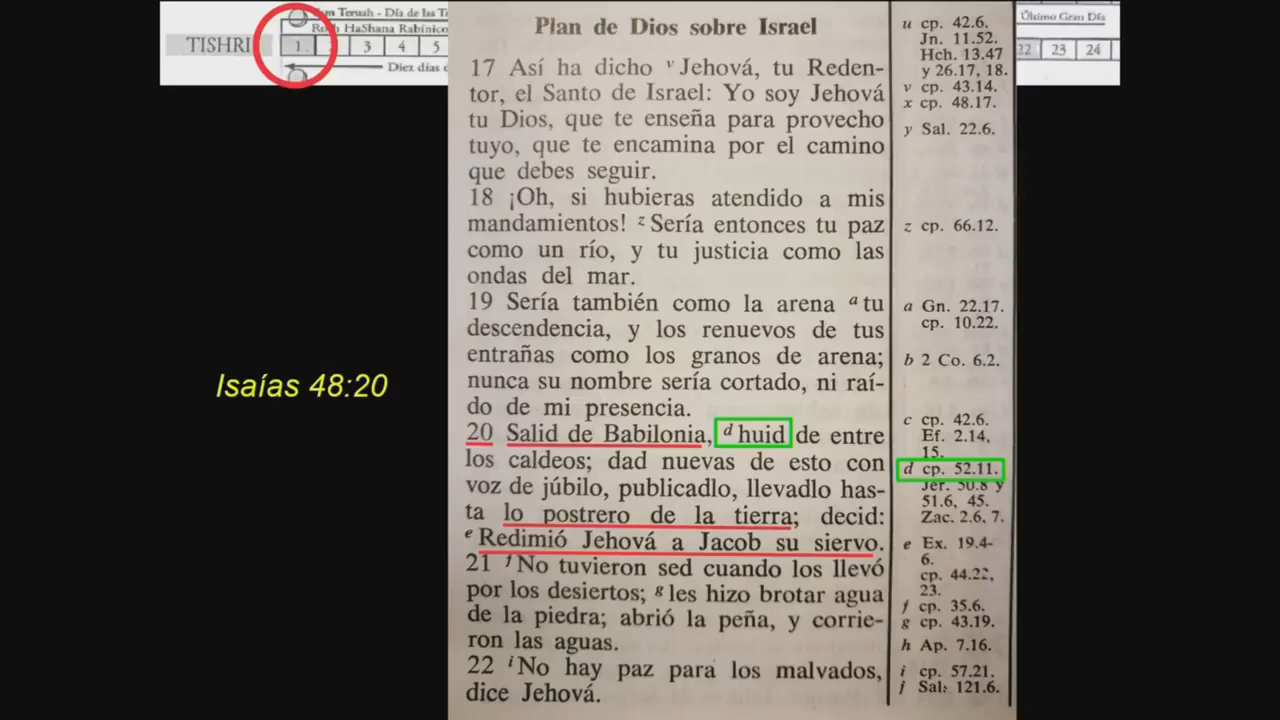 Teruah - Día de las
Rosh HaShana Rabínico
TISHRI
1
3
4
5
Diez días
Último Gran Día
22
23
24
Isaías 48:20
Plan de Dios sobre Israel
17 Así ha dicho ᵛ Jehová, tu Reden-
tor, el Santo de Israel: Yo soy Jehová
tu Dios, que te enseña para provecho
tuyo, que te encamina por el camino
que debes seguir.
18 ¡Oh, si hubieras atendido a mis
mandamientos! ᶻ Sería entonces tu paz
como un río, y tu justicia como las
ondas del mar.
19 Sería también como la arena ᵃ tu
descendencia, y los renuevos de tus
entrañas como los granos de arena;
nunca su nombre sería cortado, ni raí-
do de mi presencia.
20 Salid de Babilonia, ᵈ huid de entre
los caldeos; dad nuevas de esto con
voz de júbilo, publicadlo, llevadlo has-
ta lo postrero de la tierra; decid:
ᵉ Redimió Jehová a Jacob su siervo.
21 ᶠ No tuvieron sed cuando los llevó
por los desiertos; ᵍ les hizo brotar agua
de la piedra; abrió la peña, y corrie-
ron las aguas.
22 ⁱ No hay paz para los malvados,
dice Jehová.
u cp. 42.6.
Jn. 11.52.
Hch. 13.47
y 26.17, 18.
v cp. 43.14.
x cp. 48.17.
y Sal. 22.6.
z cp. 66.12.
a Gn. 22.17.
cp. 10.22.
b 2 Co. 6.2.
c cp. 42.6.
Ef. 2.14,
15.
d cp. 52.11.
Jer. 50.8 y
51.6, 45.
Zac. 2.6, 7.
e Ex. 19.4-
6.
cp. 44.22,
23.
f cp. 35.6.
g cp. 43.19.
h Ap. 7.16.
i cp. 57.21.
j Sal. 121.6.